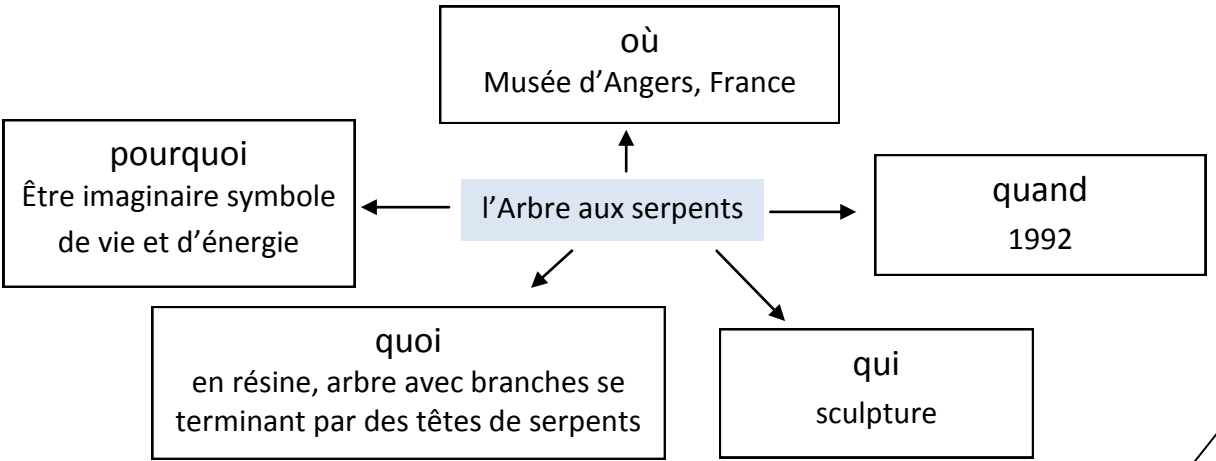 où
Musée d’Angers, France
pourquoi
Être imaginaire symbole
de vie et d’énergie
l’Arbre aux serpents
quand
1992
quoi
en résine, arbre avec branches se
terminant par des têtes de serpents
qui
sculpture